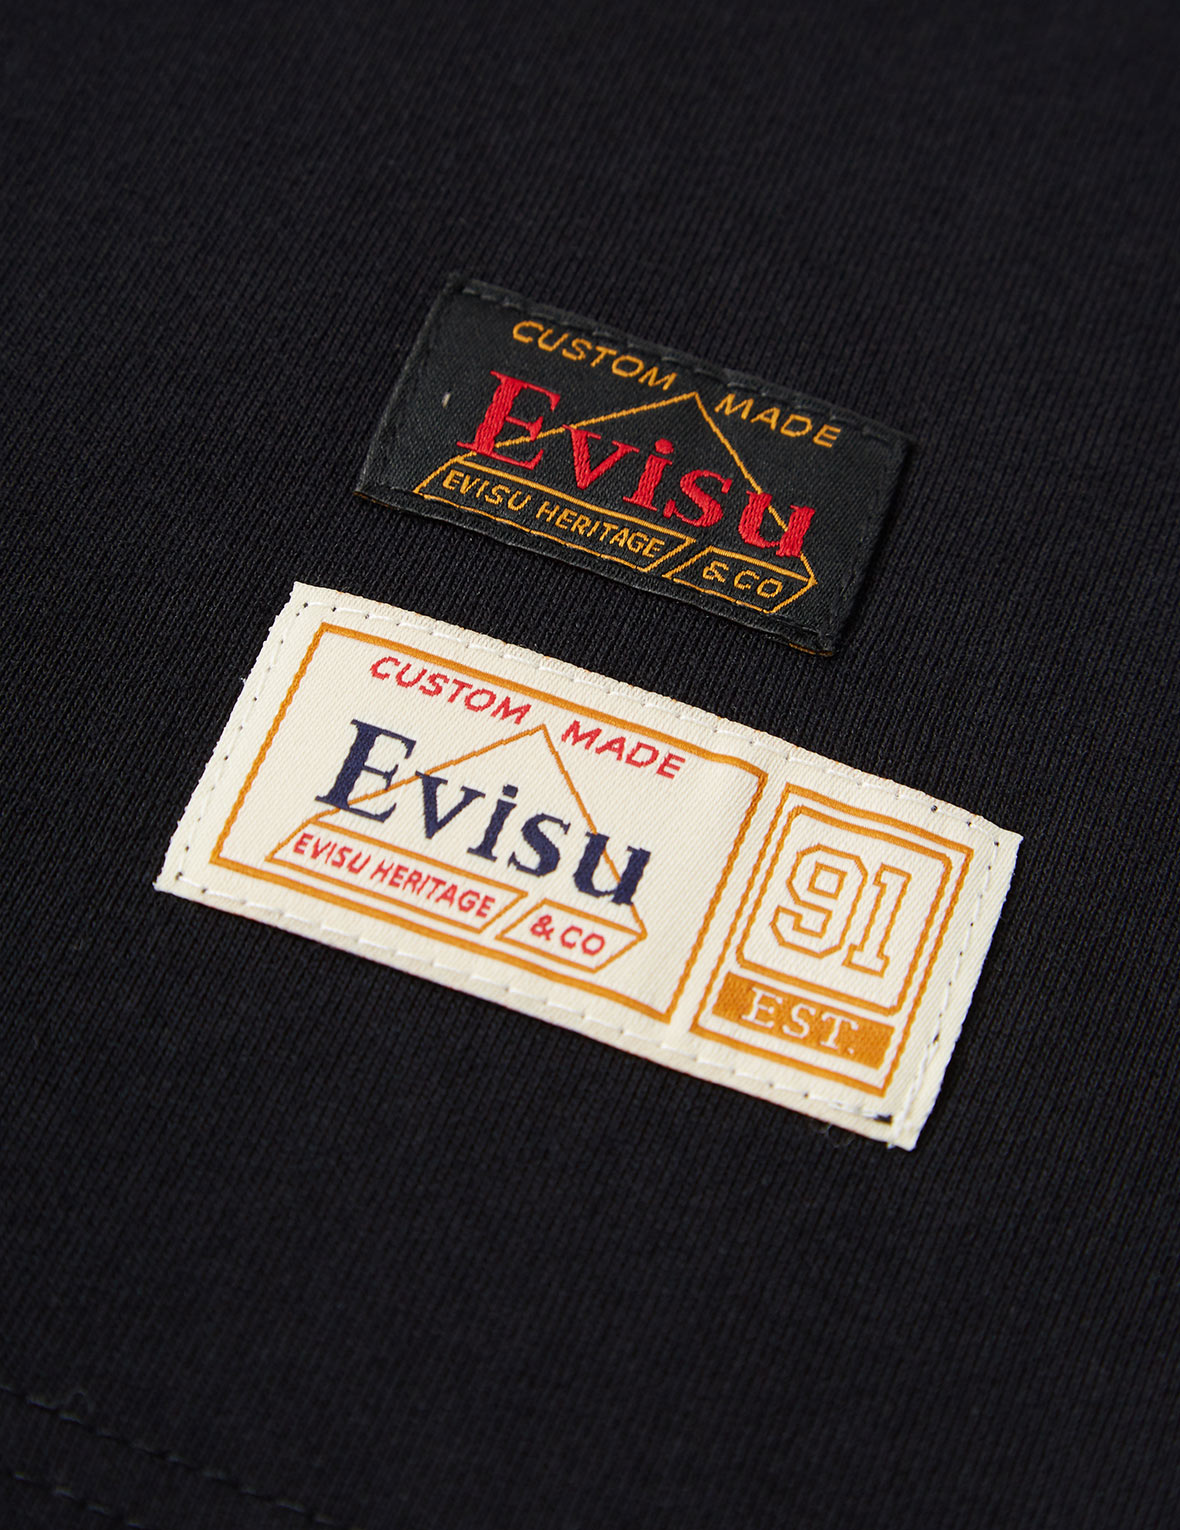 CUSTOM MADE
Evisu
EVISU HERITAGE & CO
CUSTOM MADE
Evisu
EVISU HERITAGE & CO
91
EST.